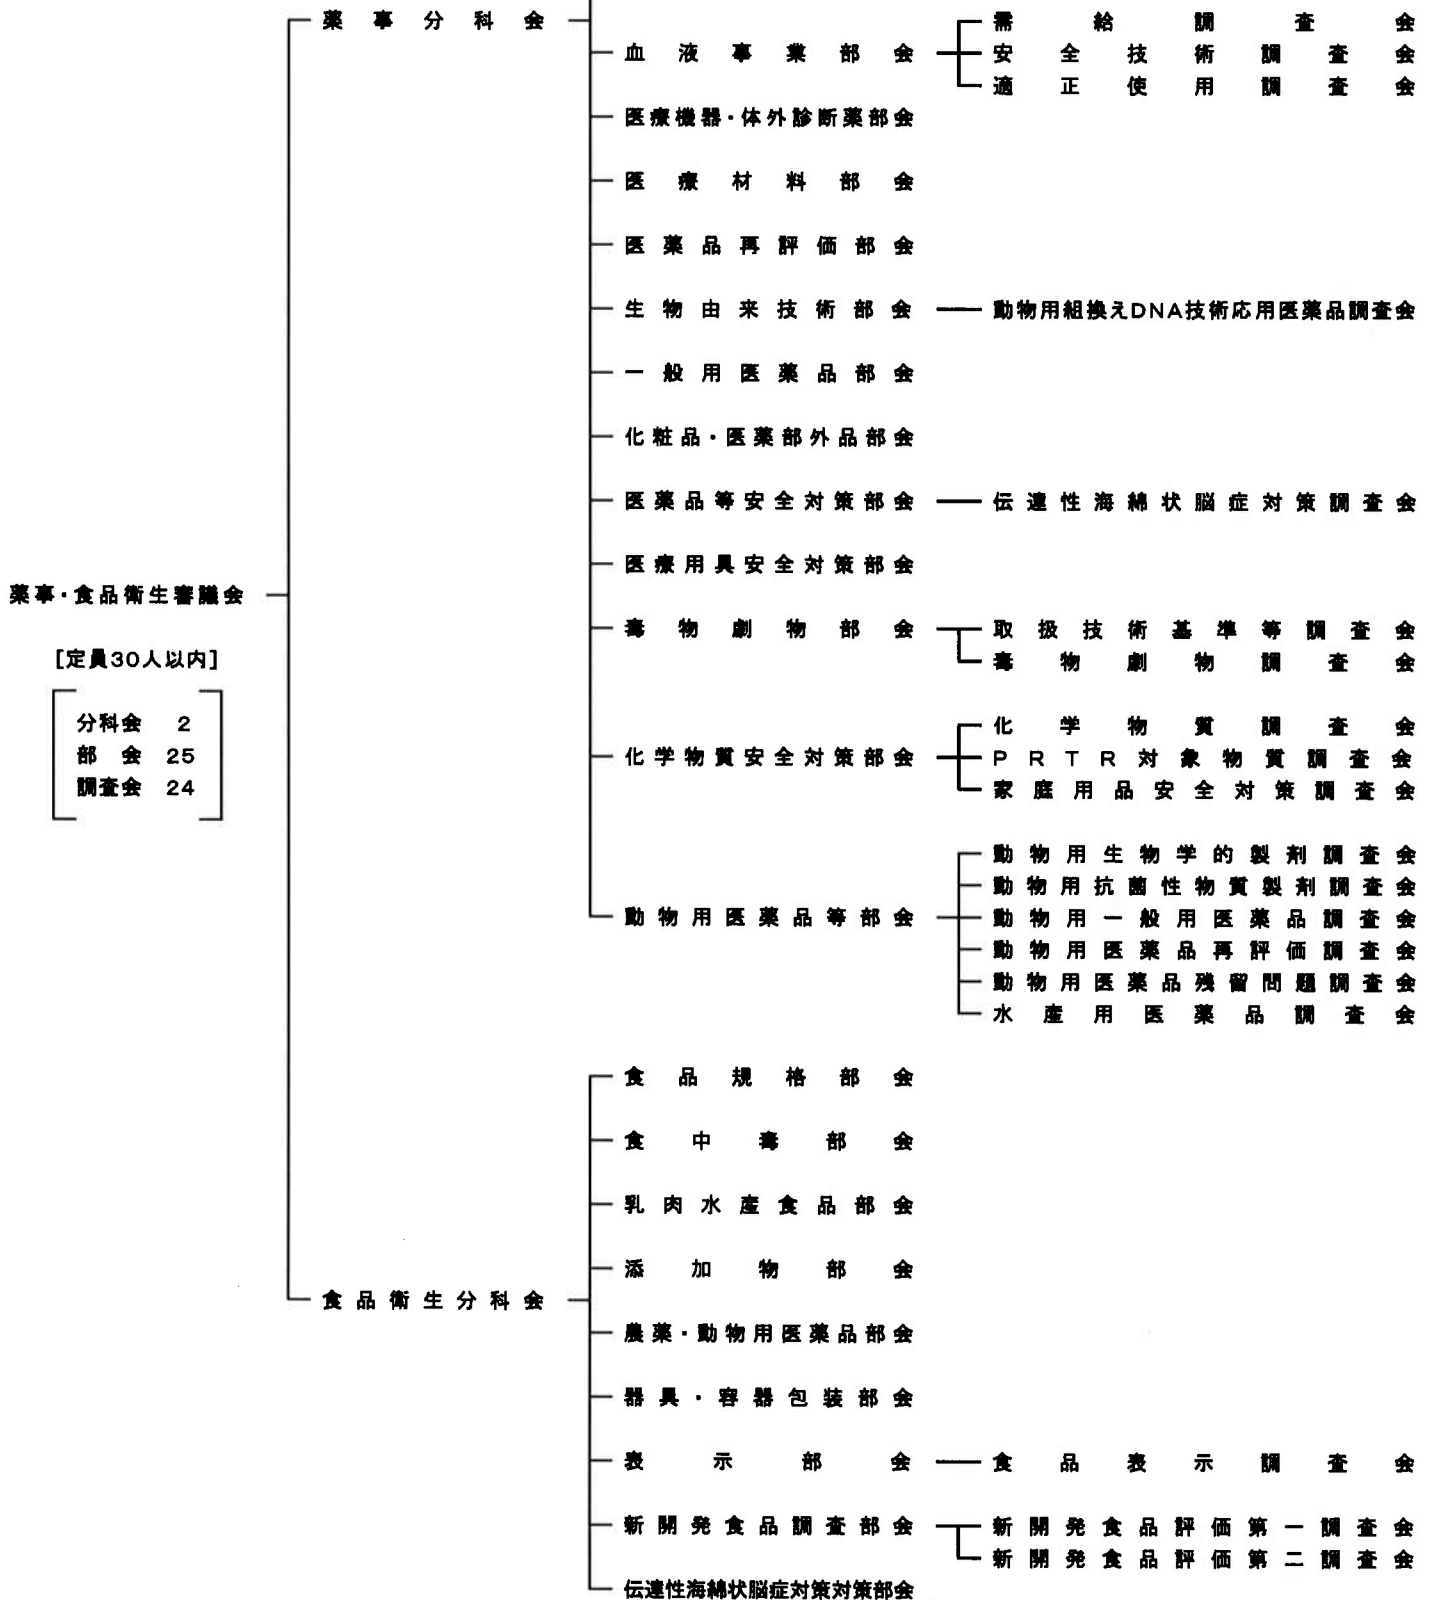 薬事・食品衛生審議会
[定員30人以内]
分科会 2
部会 25
調査会 24
薬事分科会
血液事業部会
需給調査会
安全技術調査会
適正使用調査会
医療機器・体外診断薬部会
医療材料部会
医薬品再評価部会
生物由来技術部会
動物用組換えDNA技術応用医薬品調査会
一般用医薬品部会
化粧品・医薬部外品部会
医薬品等安全対策部会
伝達性海綿状脳症対策調査会
医療用具安全対策部会
毒物劇物部会
取扱技術基準等調査会
毒物劇物調査会
化学物質安全対策部会
化学物質調査会
PRTR対象物質調査会
家庭用品安全対策調査会
動物用医薬品等部会
動物用生物学的製剤調査会
動物用抗菌性物質製剤調査会
動物用一般用医薬品調査会
動物用医薬品再評価調査会
動物用医薬品残留問題調査会
水産用医薬品調査会
食品衛生分科会
食品規格部会
食中毒部会
乳肉水産食品部会
添加物部会
農薬・動物用医薬品部会
器具・容器包装部会
表示部会
食品表示調査会
新開発食品調査部会
新開発食品評価第一調査会
新開発食品評価第二調査会
伝達性海綿状脳症対策対策部会